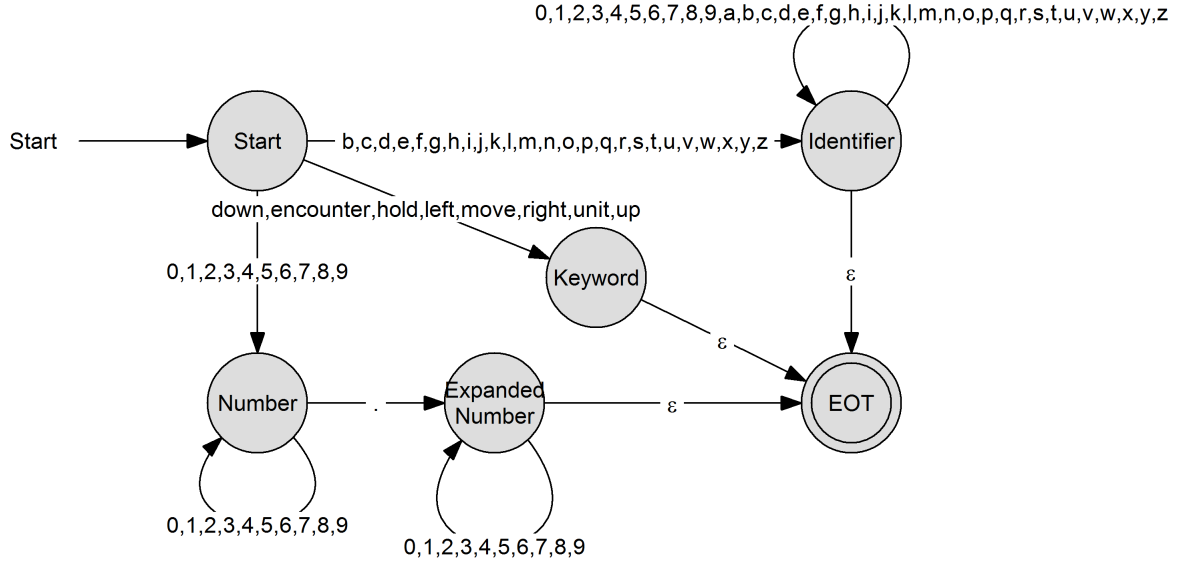 0,1,2,3,4,5,6,7,8,9,a,b,c,d,e,f,g,h,i,j,k,l,m,n,o,p,q,r,s,t,u,v,w,x,y,z
Start
Start
b,c,d,e,f,g,h,i,j,k,l,m,n,o,p,q,r,s,t,u,v,w,x,y,z
Identifier
down,encounter,hold,left,move,right,unit,up
0,1,2,3,4,5,6,7,8,9
Keyword
ε
ε
Number
.
Expanded
Number
ε
EOT
0,1,2,3,4,5,6,7,8,9
0,1,2,3,4,5,6,7,8,9